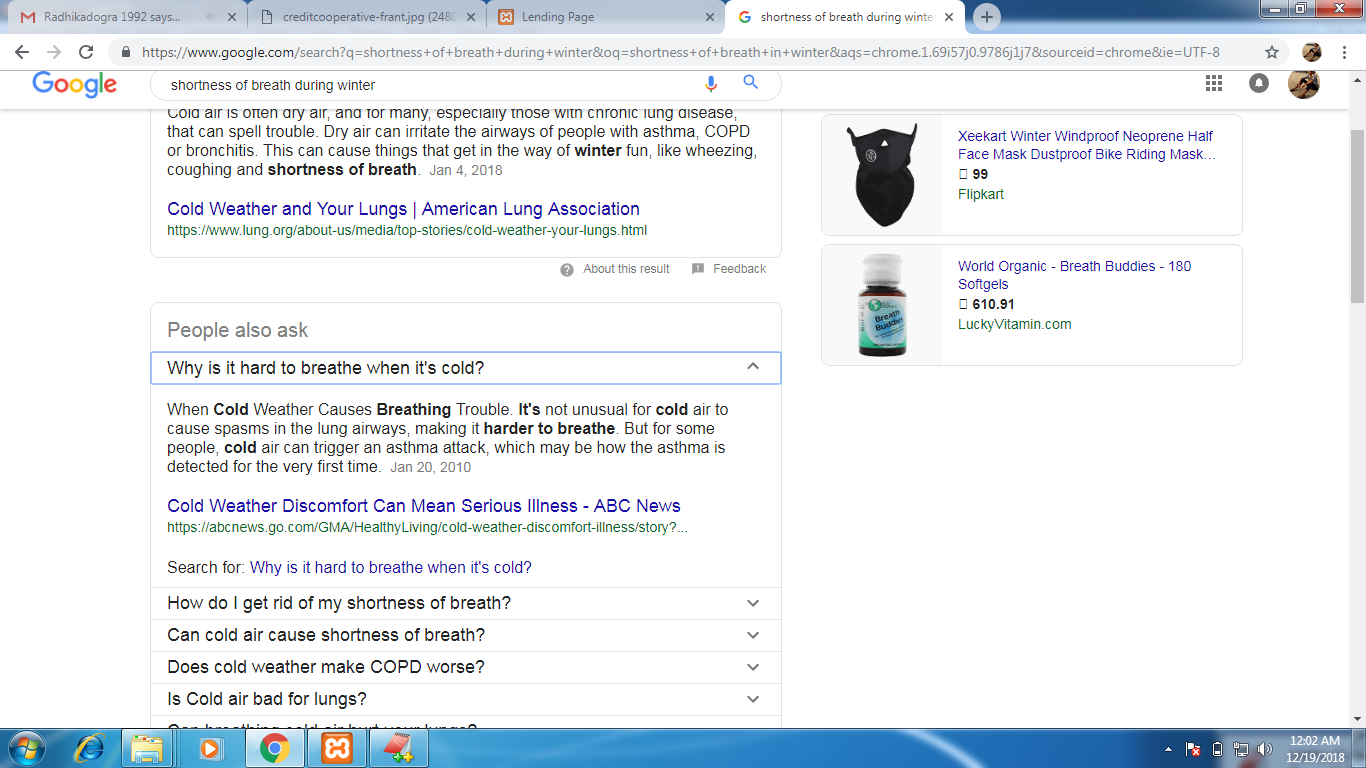 Radhikadogra 1992 says...
creditcooperative-frant.jpg (2480
Lending Page
shortness of breath during winter
https://www.google.com/search?q=shortness+of+breath+during+winter&oq=shortness+of+breath+in+winter&aqs=chrome.1.69i57j0.9786j1j7&sourceid=chrome&ie=UTF-8
Google
shortness of breath during winter
Cold air is often dry air, and for many, especially those with chronic lung disease,
that can spell trouble. Dry air can irritate the airways of people with asthma, COPD
or bronchitis. This can cause things that get in the way of winter fun, like wheezing,
coughing and shortness of breath. Jan 4, 2018
Cold Weather and Your Lungs | American Lung Association
https://www.lung.org/about-us/media/top-stories/cold-weather-your-lungs.html
About this result Feedback
People also ask
Why is it hard to breathe when it's cold?
When Cold Weather Causes Breathing Trouble. It's not unusual for cold air to
cause spasms in the lung airways, making it harder to breathe. But for some
people, cold air can trigger an asthma attack, which may be how the asthma is
detected for the very first time. Jan 20, 2010
Cold Weather Discomfort Can Mean Serious Illness - ABC News
https://abcnews.go.com/GMA/HealthyLiving/cold-weather-discomfort-illness/story?...
Search for: Why is it hard to breathe when it's cold?
How do I get rid of my shortness of breath?
Can cold air cause shortness of breath?
Does cold weather make COPD worse?
Is Cold air bad for lungs?
Can breathing cold air hurt your lungs?
Xeekart Winter Windproof Neoprene Half
Face Mask Dustproof Bike Riding Mask...
99
Flipkart
World Organic - Breath Buddies - 180
Softgels
610.91
LuckyVitamin.com
Breath
Buddies
12:02 AM
12/19/2018